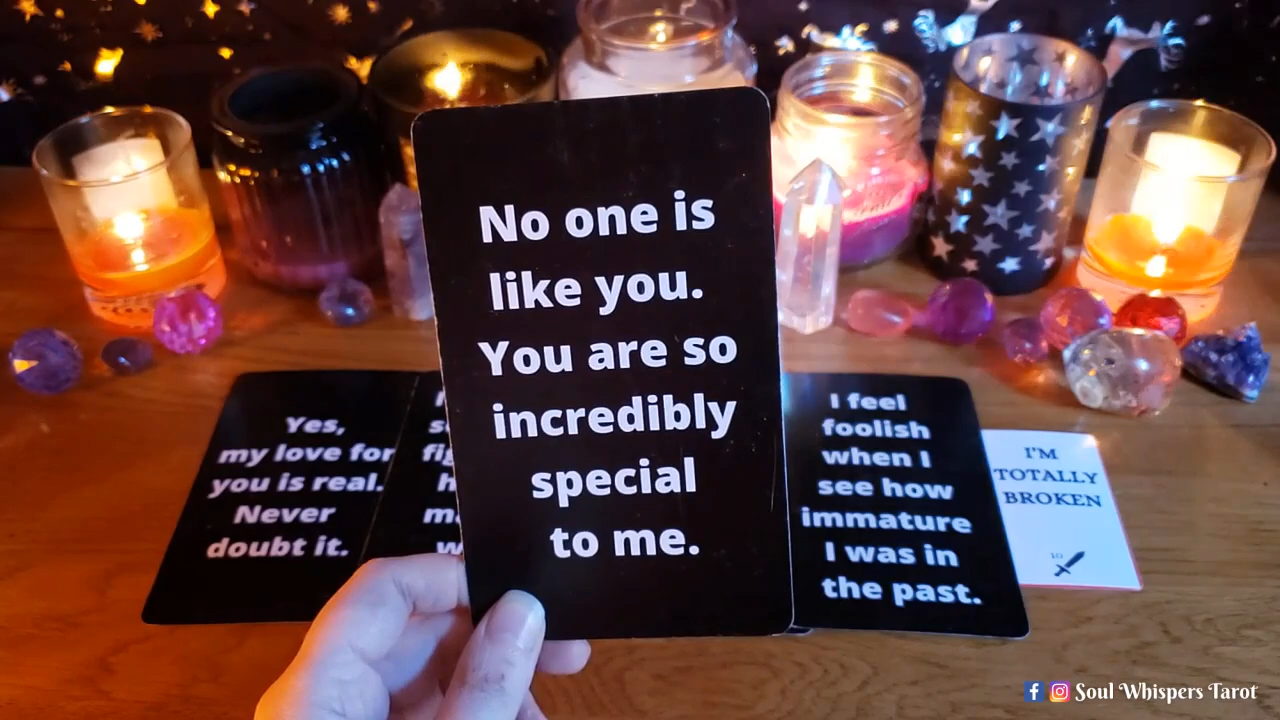 No one is
like you.
You are so
incredibly
special
to me.
Yes,
my love for
you is real.
Never
doubt it.
I feel
foolish
when I
see how
immature
I was in
the past.
I'M
TOTALLY
BROKEN
10
Soul Whispers Tarot